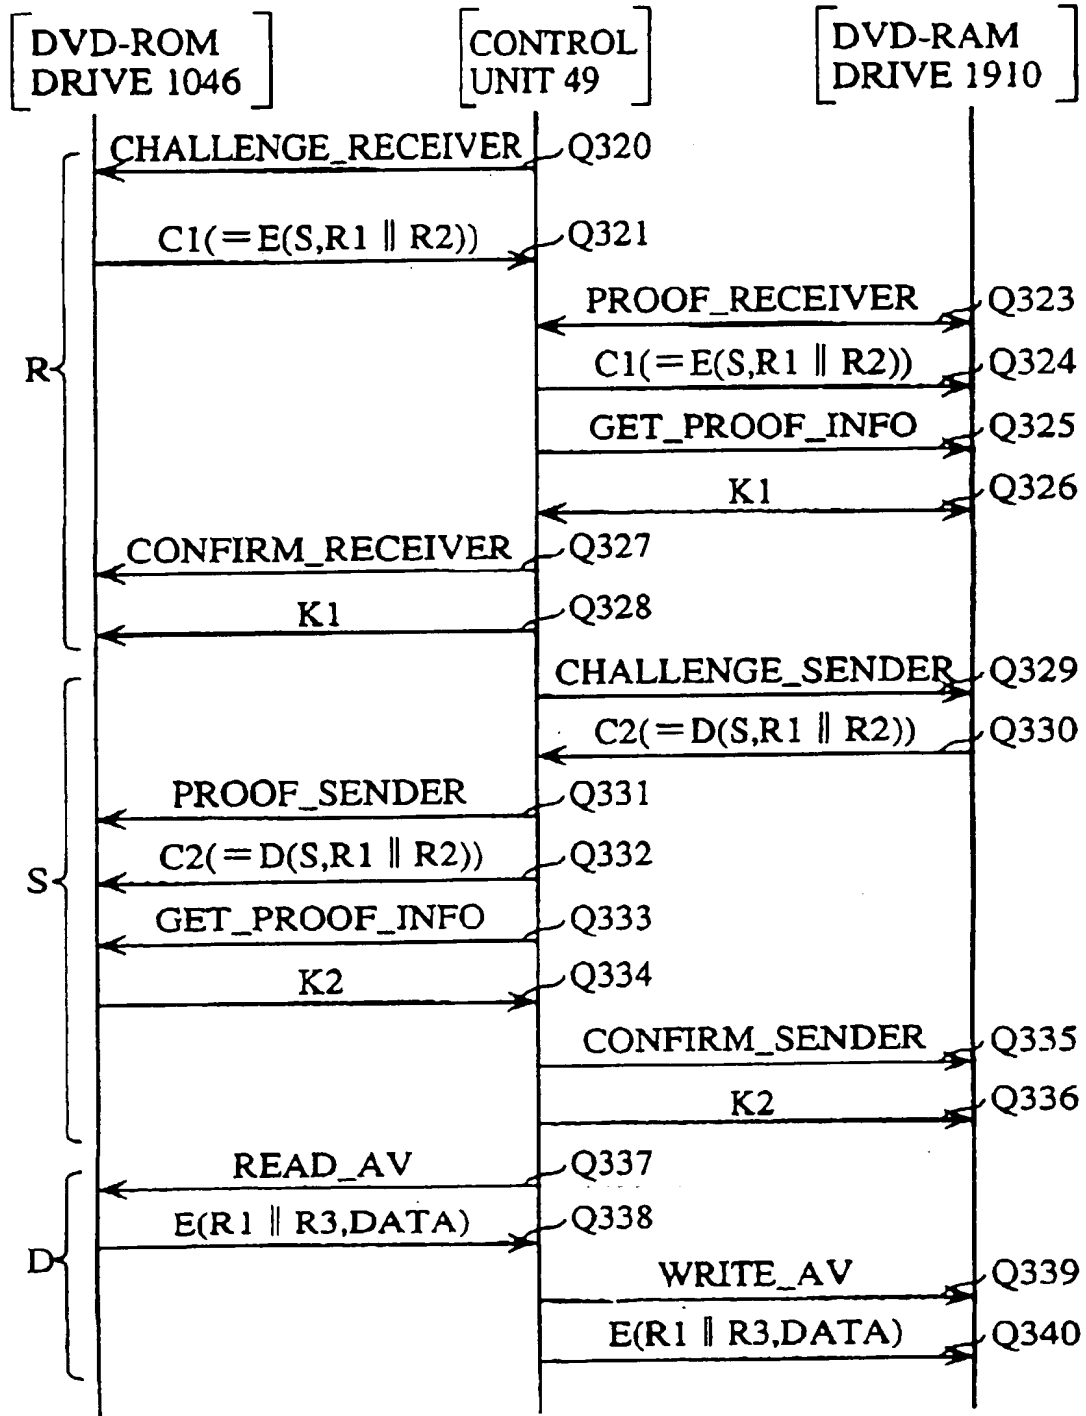 DVD-ROM
DRIVE 1046
CONTROL
UNIT 49
DVD-RAM
DRIVE 1910
CHALLENGE_RECEIVER Q320
C1(=E(S,R1 || R2)) Q321
PROOF_RECEIVER Q323
R
C1(=E(S,R1 || R2)) Q324
GET_PROOF_INFO Q325
K1 Q326
CONFIRM_RECEIVER Q327
K1 Q328
CHALLENGE_SENDER Q329
C2(=D(S,R1 || R2)) Q330
PROOF_SENDER Q331
C2(=D(S,R1 || R2)) Q332
S
GET_PROOF_INFO Q333
K2 Q334
CONFIRM_SENDER Q335
K2 Q336
READ_AV Q337
E(R1 || R3,DATA) Q338
D
WRITE_AV Q339
E(R1 || R3,DATA) Q340